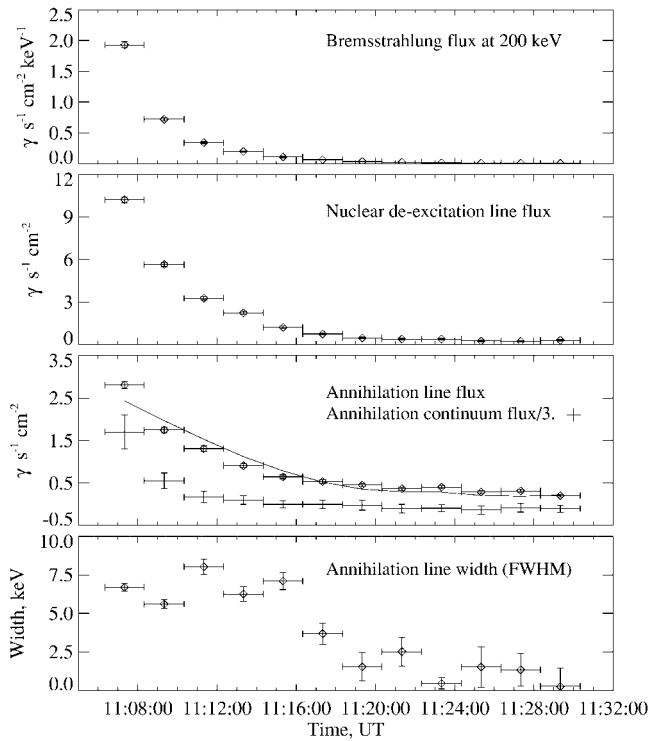 2.5
2.0
1.5
1.0
0.5
0.0
γ s⁻¹ cm⁻² keV⁻¹
Bremsstrahlung flux at 200 keV
12
9
6
3
0
γ s⁻¹ cm⁻²
Nuclear de-excitation line flux
3.5
2.5
1.5
0.5
-0.5
γ s⁻¹ cm⁻²
Annihilation line flux
Annihilation continuum flux/3.
10.0
7.5
5.0
2.5
0.0
Width, keV
Annihilation line width (FWHM)
11:08:00 11:12:00 11:16:00 11:20:00 11:24:00 11:28:00 11:32:00
Time, UT